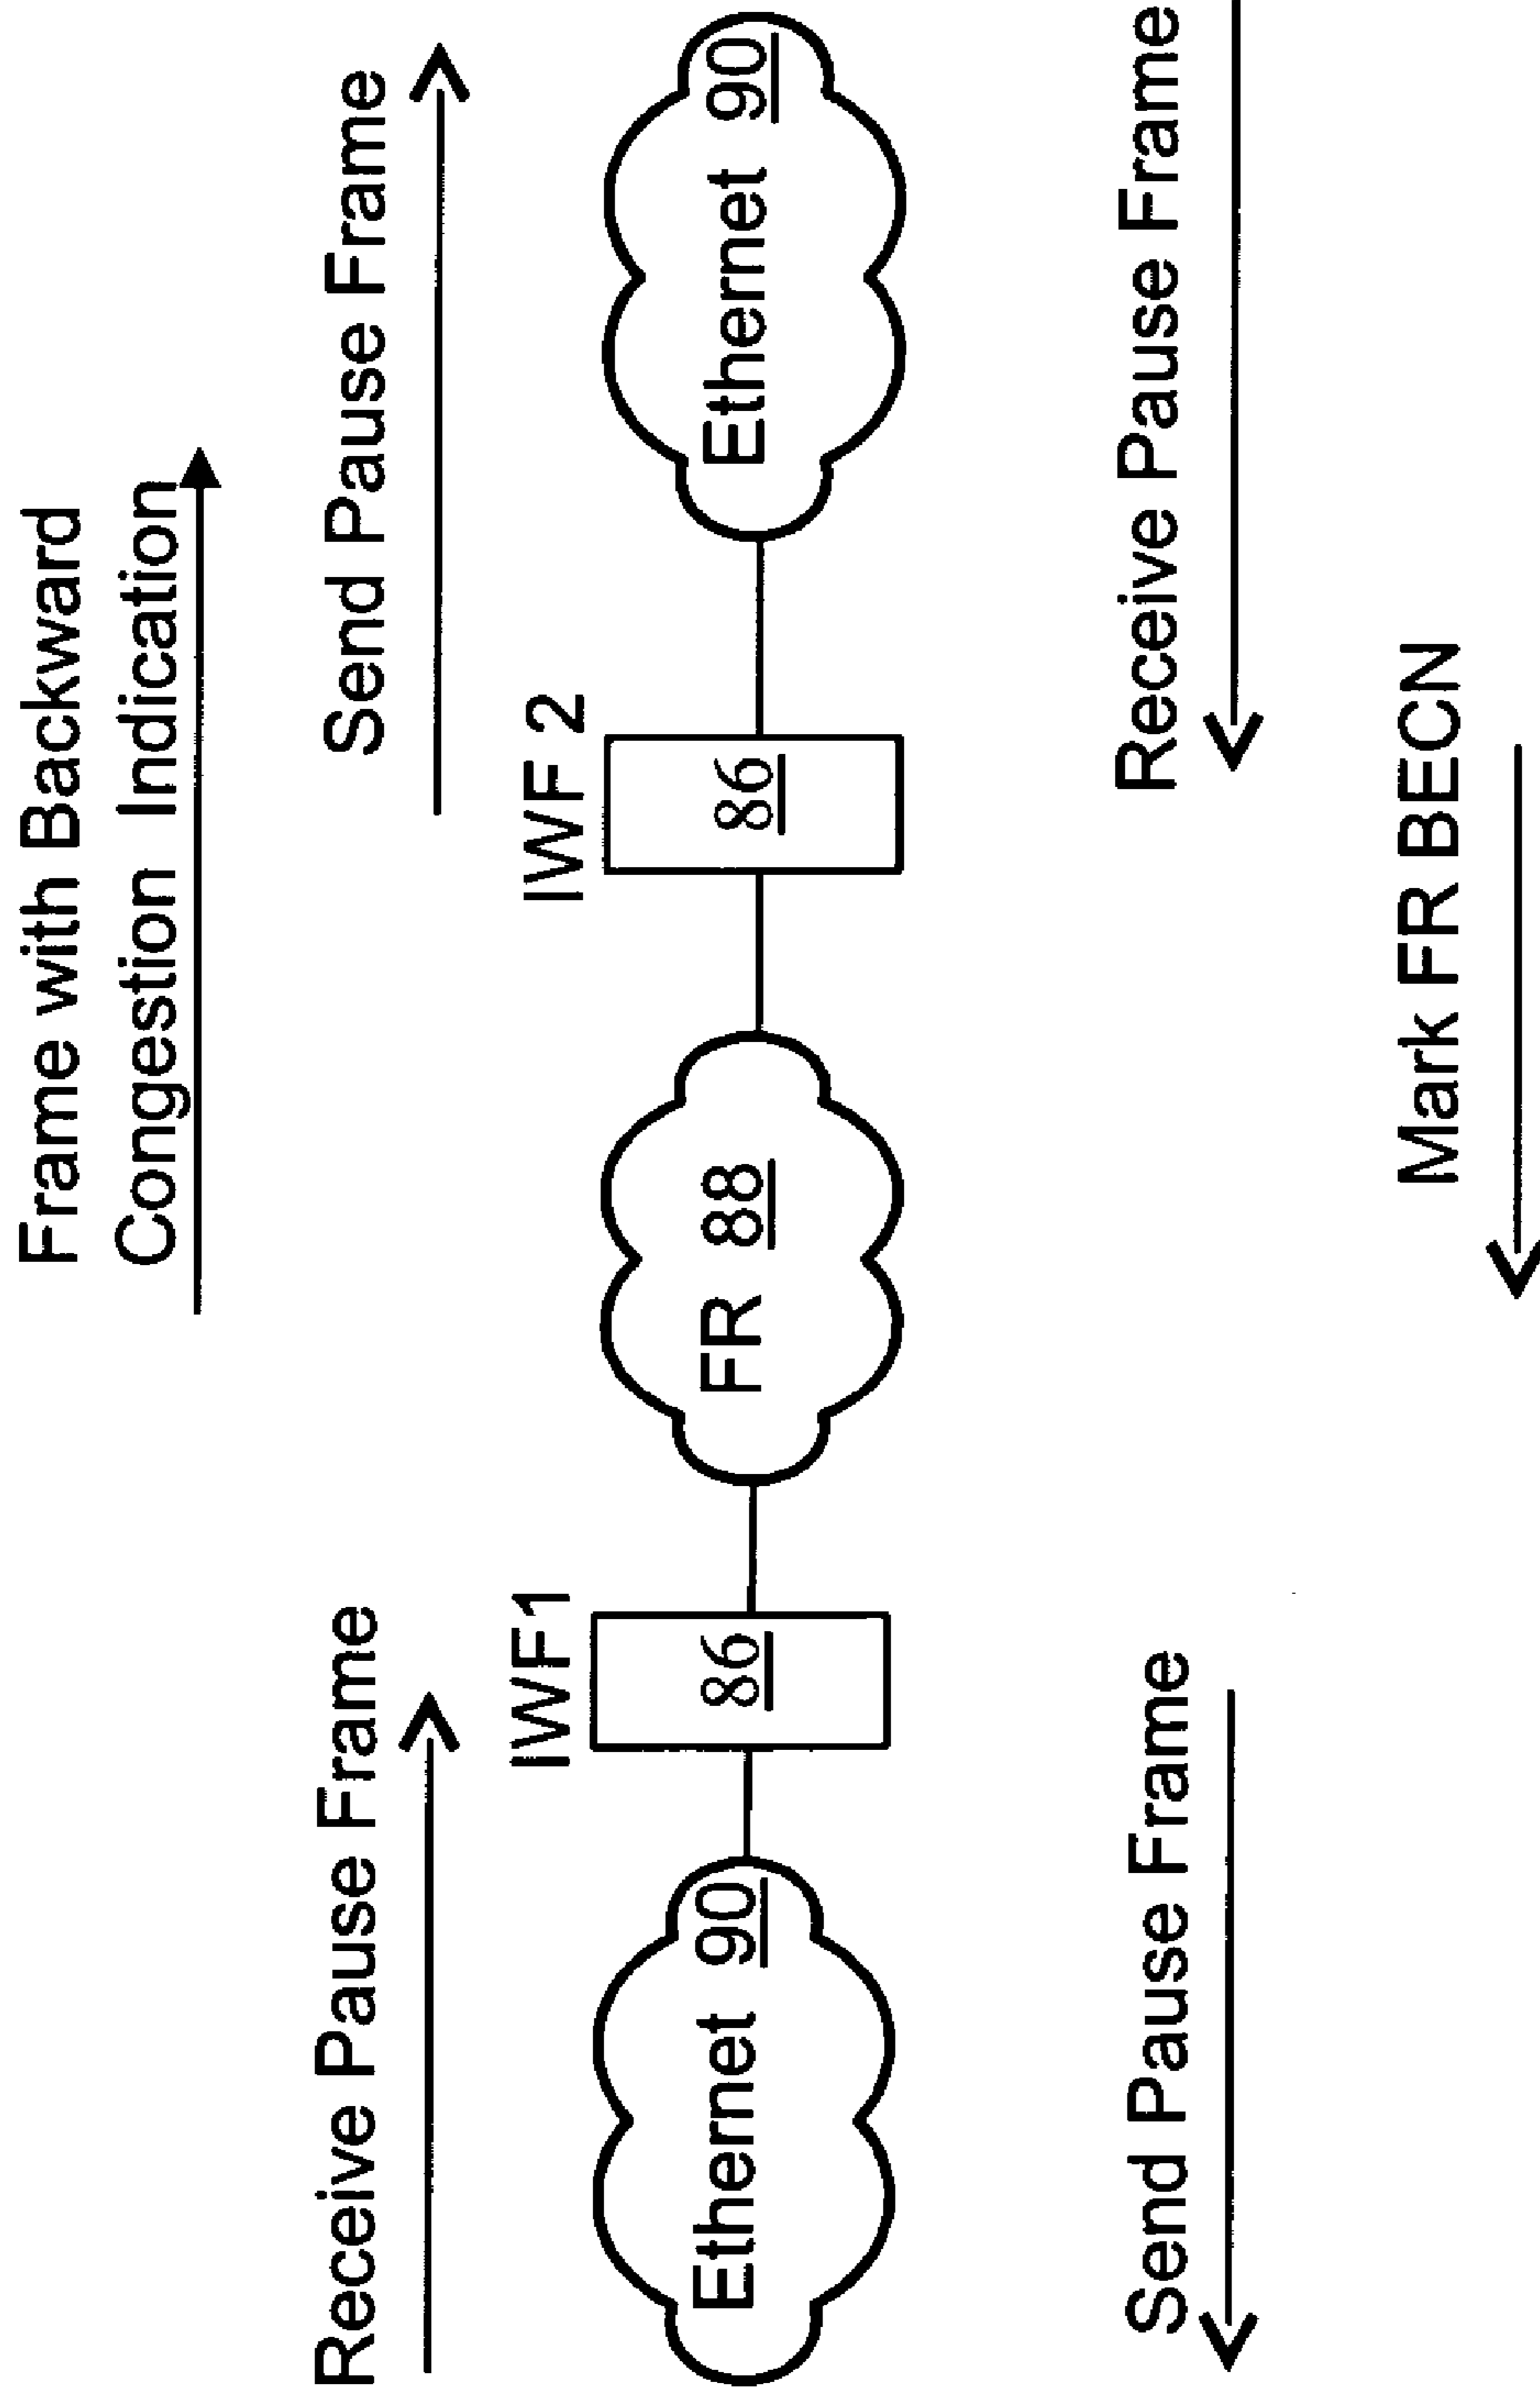 Frame with Backward
Congestion Indication
Receive Pause Frame
Send Pause Frame
IWF1
IWF 2
Ethernet 90
86
FR 88
86
Ethernet 90
Send Pause Frame
Receive Pause Frame
Mark FR BECN